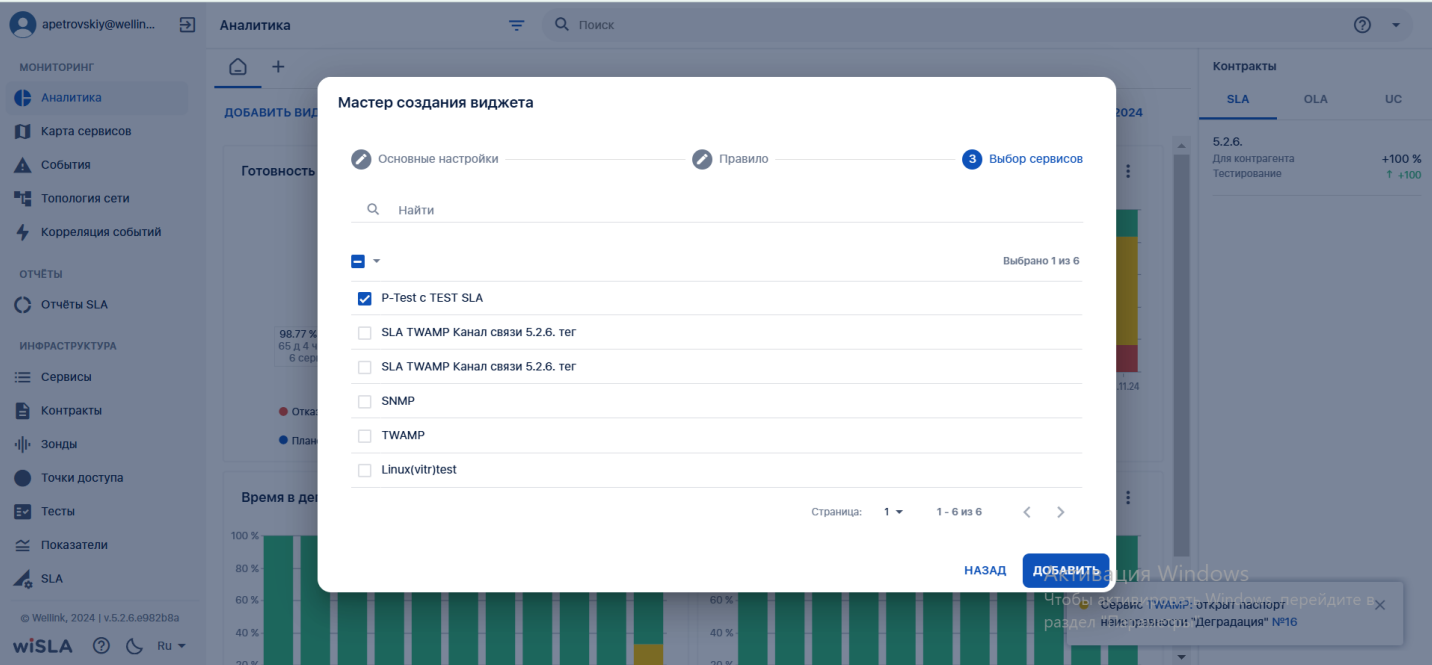 apetrovskiy@wellin...
Аналитика
Поиск
МОНИТОРИНГ
Аналитика
Карта сервисов
События
Топология сети
Корреляция событий
ОТЧЁТЫ
Отчёты SLA
ИНФРАСТРУКТУРА
Сервисы
Контракты
Зонды
Точки доступа
Тесты
Показатели
SLA
© Wellink, 2024 | v.5.2.6.e982b8a
wiSLA
Ru
ДОБАВИТЬ ВИД
2024
Готовность
98.77 %
65 д 4 ч
6 сер
Отка
План
.11.24
Время в де
100 %
80 %
60 %
40 %
20 %
60 %
40 %
20 %
Мастер создания виджета
Основные настройки
Правило
3 Выбор сервисов
Найти
Выбрано 1 из 6
P-Test с TEST SLA
SLA TWAMP Канал связи 5.2.6. тег
SLA TWAMP Канал связи 5.2.6. тег
SNMP
TWAMP
Linux(vitr)test
Страница: 1 1 - 6 из 6
НАЗАД
ДОБАВИТЬ
Контракты
SLA OLA UC
5.2.6.
Для контрагента +100 %
Тестирование ↑ +100
Активация Windows
Чтобы активировать Windows, перейдите в
раздел "Параметры".
Сервис TWAMP: открыт паспорт
неисправности "Деградация" №16